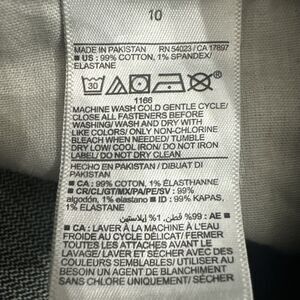 10
MADE IN PAKISTAN RN 54023 / CA 17897
■ US: 99% COTTON, 1% SPANDEX/
ELASTANE
30
1166
MACHINE WASH COLD GENTLE CYCLE/
CLOSE ALL FASTENERS BEFORE
WASHING/ WASH AND DRY WITH
LIKE COLORS/ ONLY NON-CHLORINE
BLEACH WHEN NEEDED/ TUMBLE
DRY LOW/ COOL IRON/ DO NOT IRON
LABEL/ DO NOT DRY CLEAN
FAIT AU PAKISTAN / DIBUAT DI
PAKISTAN
■ CA: 99% COTON, 1% ÉLASTHANNE
■ CR/CL/GT/MX/PA/PE/SV: 99%
algodón, 1% elastano ■ ID: 99% KAPAS,
1% ELASTANE
■ AE: 99% قطن, 1% إيلاستين
■ CA: LAVER À LA MACHINE À L'EAU
FROIDE AU CYCLE DÉLICAT/ FERMER
TOUTES LES ATTACHES AVANT LE
LAVAGE/ LAVER ET SÉCHER AVEC DES
COULEURS SEMBLABLES/ UTILISER AU
BESOIN UN AGENT DE BLANCHIMENT
SANS CHLORE/ SÉCHER PAR